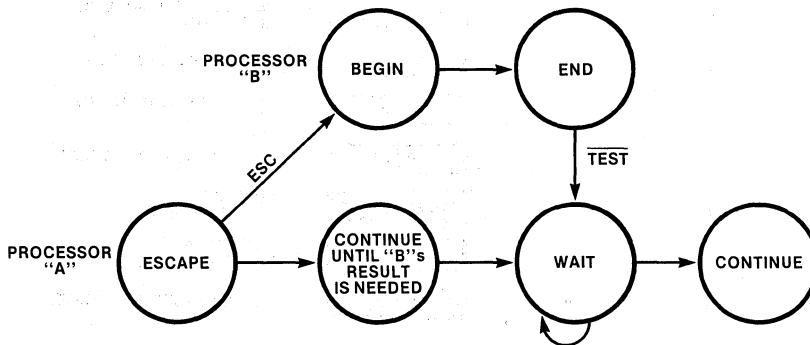 PROCESSOR
“B”
BEGIN
END
ESC
TEST
PROCESSOR
“A”
ESCAPE
CONTINUE
UNTIL “B”s
RESULT
IS NEEDED
WAIT
CONTINUE